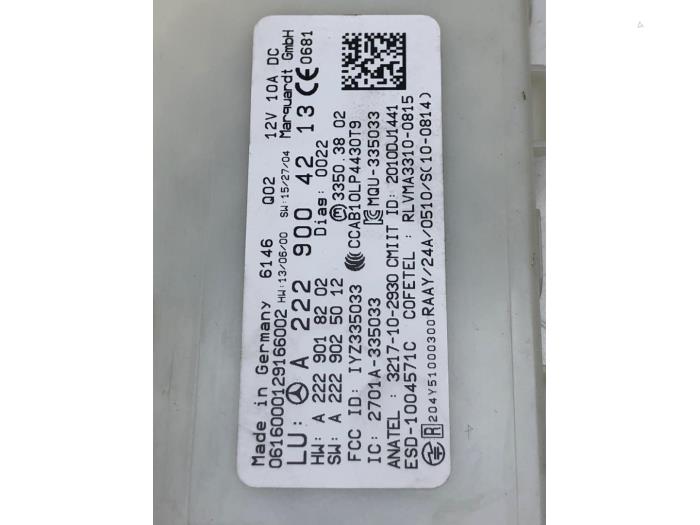 Made in Germany 6146 Q02 12V 10A DC
0616000129166002 HW:13/06/00 SW:15/27/04 Marquardt GmbH
LU: A 222 900 42 13 CE 0681
HW: A 222 901 82 02 Diag: 0022
SW: A 222 902 50 12 m 3350.38 02
FCC ID: IYZ335033 CCAB10LP4430T9
IC: 2701A-335033 MQU-335033
ANATEL: 3217-10-2930 CMIIT ID: 2010DJ1441
ESD-1004571C COFETEL: RLVMA3310-0815
R 204Y51000300 RAAY/24A/0510/S(10-0814)